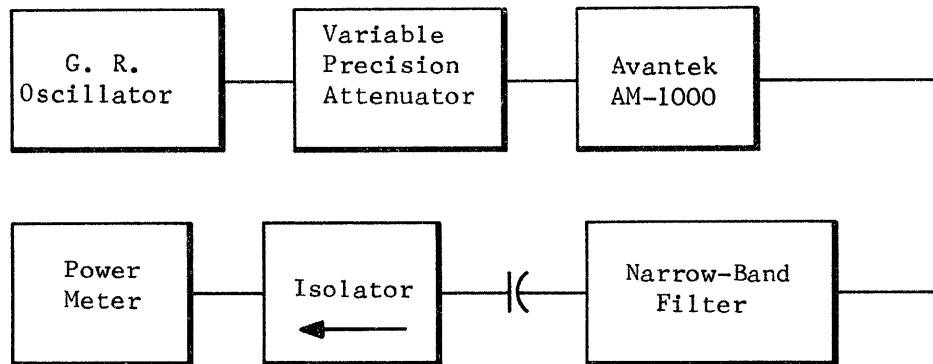 G. R.
Oscillator
Variable
Precision
Attenuator
Avantek
AM-1000
Power
Meter
Isolator
Narrow-Band
Filter